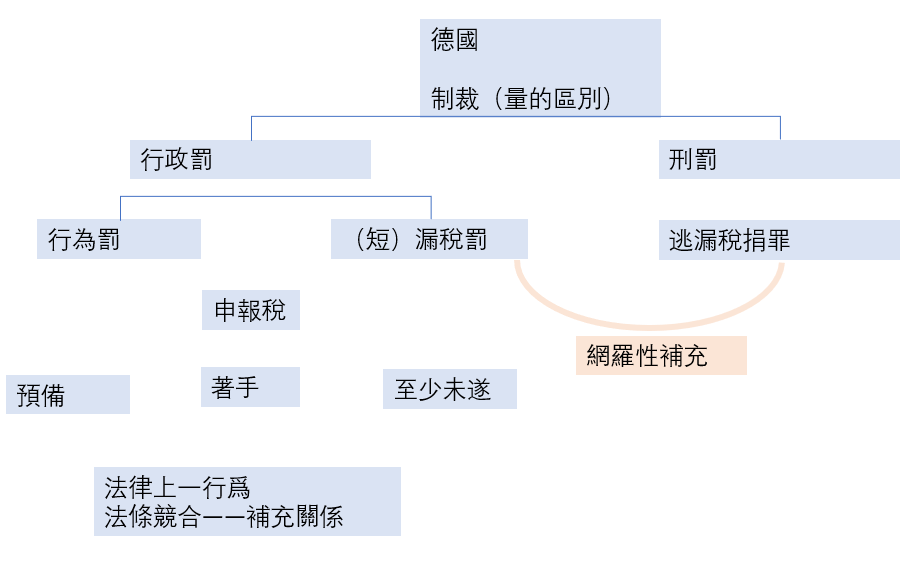 德國
制裁（量的區別）
行政罰
刑罰
行為罰
（短）漏稅罰
逃漏稅捐罪
申報稅
網羅性補充
預備
著手
至少未遂
法律上一行爲
法條競合——補充關係